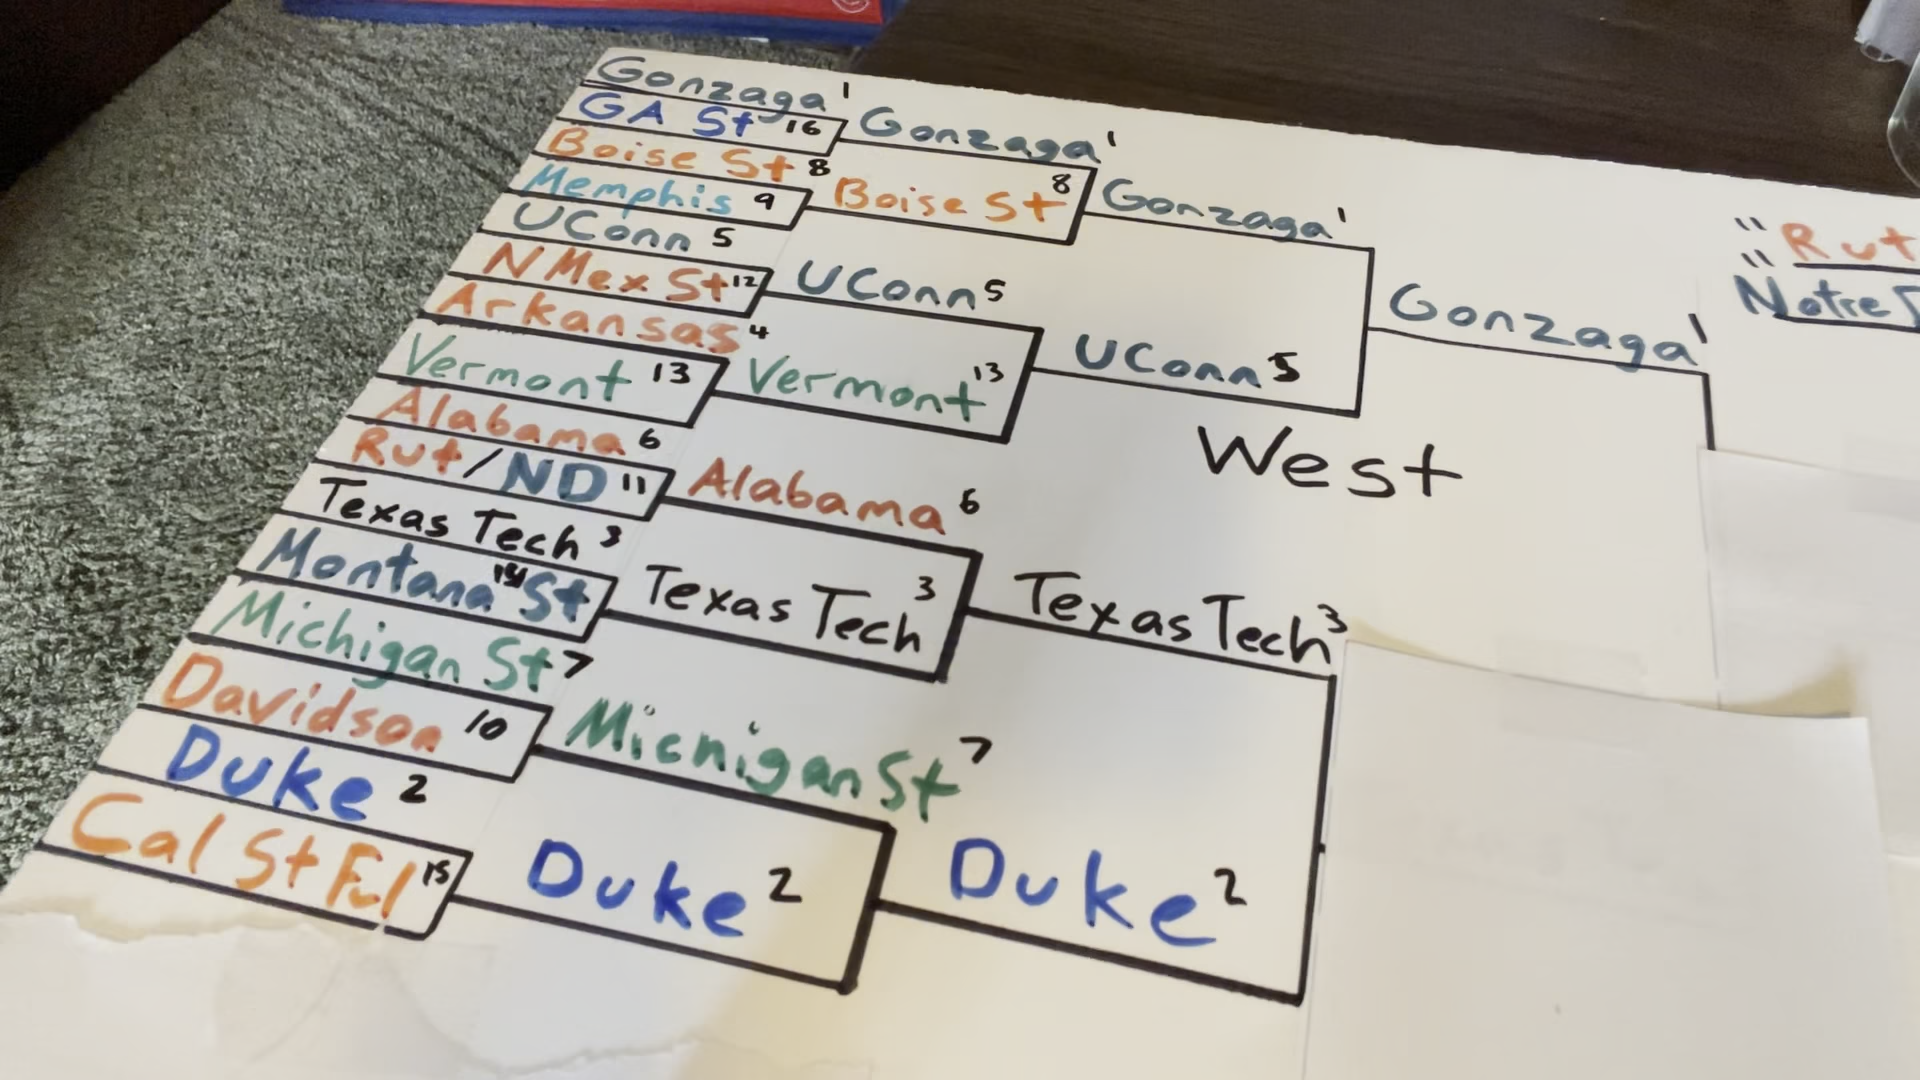 Gonzaga 1
GA St 16
Boise St 8
Memphis 9
UConn 5
N Mex St 12
Arkansas 4
Vermont 13
Alabama 6
Rut/ND 11
Texas Tech 3
Montana St 14
Michigan St 7
Davidson 10
Duke 2
Cal St Ful 15
Gonzaga 1
Boise St 8
UConn 5
Vermont 13
Alabama 6
Texas Tech 3
Michigan St 7
Duke 2
Gonzaga 1
UConn 5
Texas Tech 3
Duke 2
West
Gonzaga 1
" Rut
" Notre